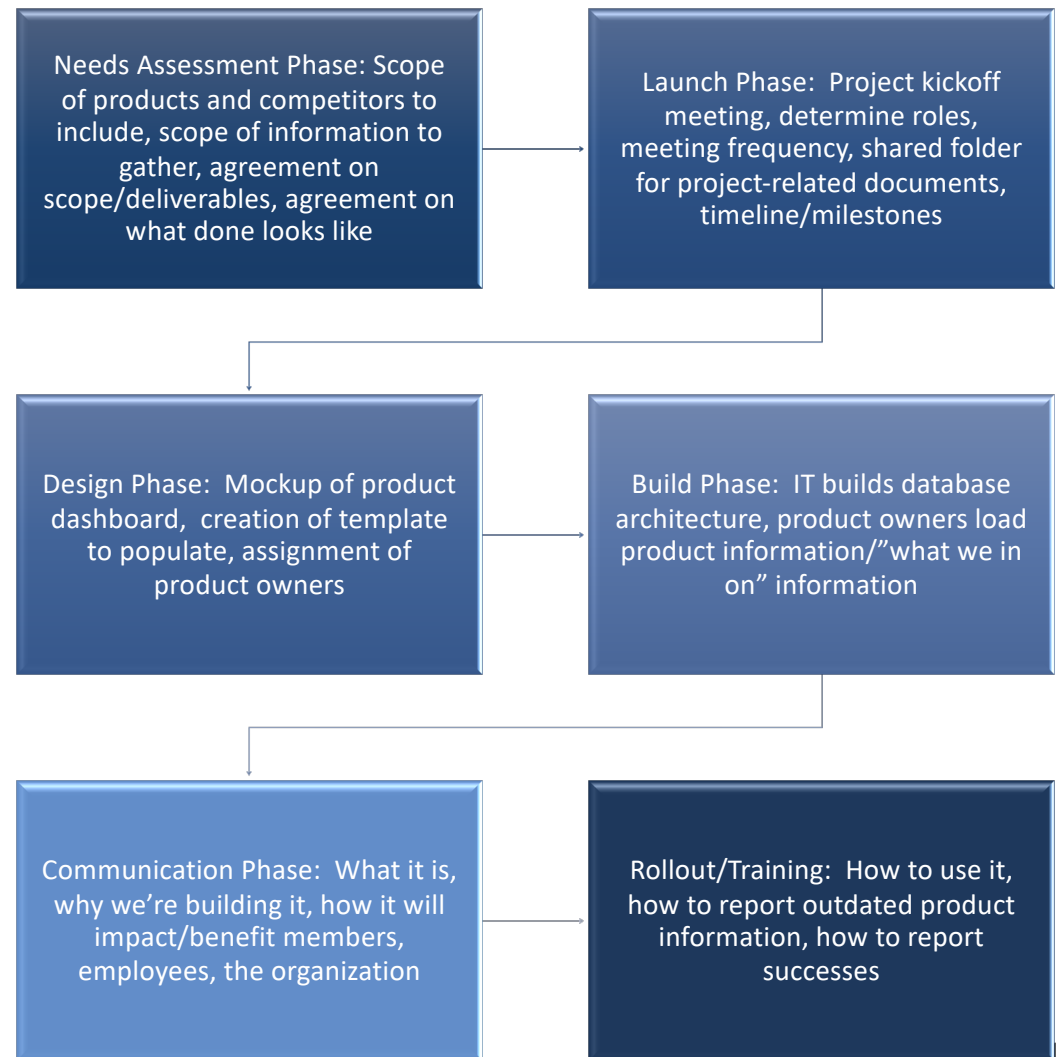 Needs Assessment Phase: Scope
of products and competitors to
include, scope of information to
gather, agreement on
scope/deliverables, agreement on
what done looks like
Launch Phase:  Project kickoff
meeting, determine roles,
meeting frequency, shared folder
for project-related documents,
timeline/milestones
Design Phase:  Mockup of product
dashboard,  creation of template
to populate, assignment of
product owners
Build Phase:  IT builds database
architecture, product owners load
product information/”what we in
on” information
Communication Phase:  What it is,
why we’re building it, how it will
impact/benefit members,
employees, the organization
Rollout/Training:  How to use it,
how to report outdated product
information, how to report
successes